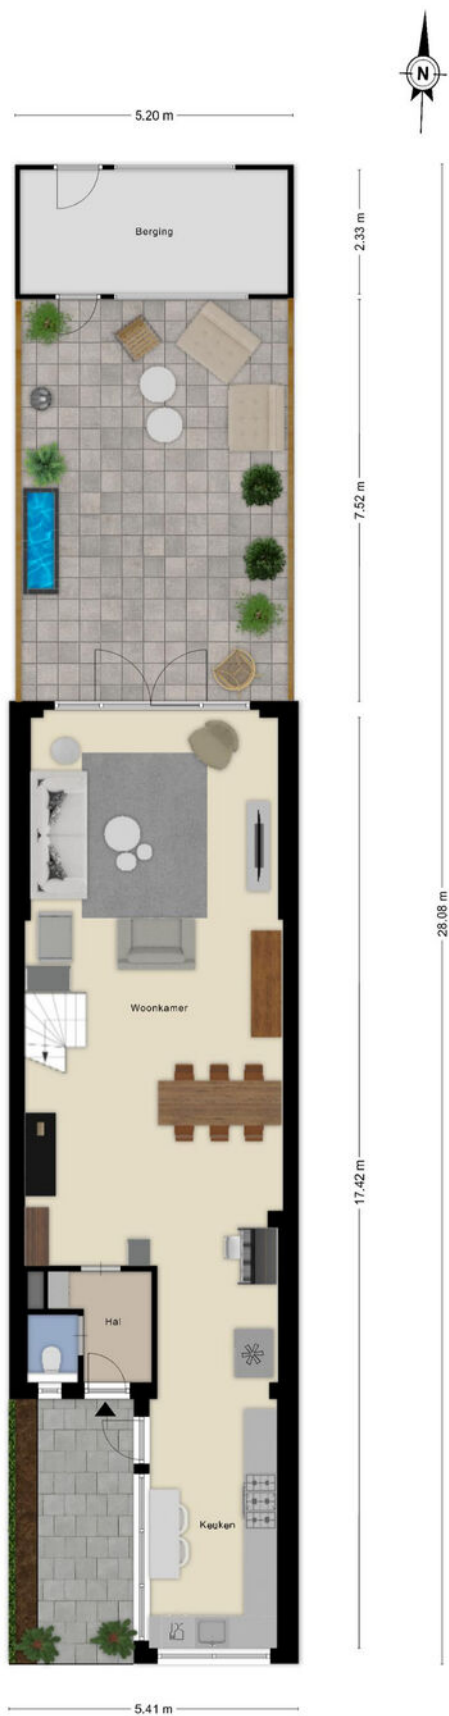 N
5.20 m
Berging
2.33 m
7.52 m
28.08 m
Woonkamer
17.42 m
Hal
Keuken
5.41 m